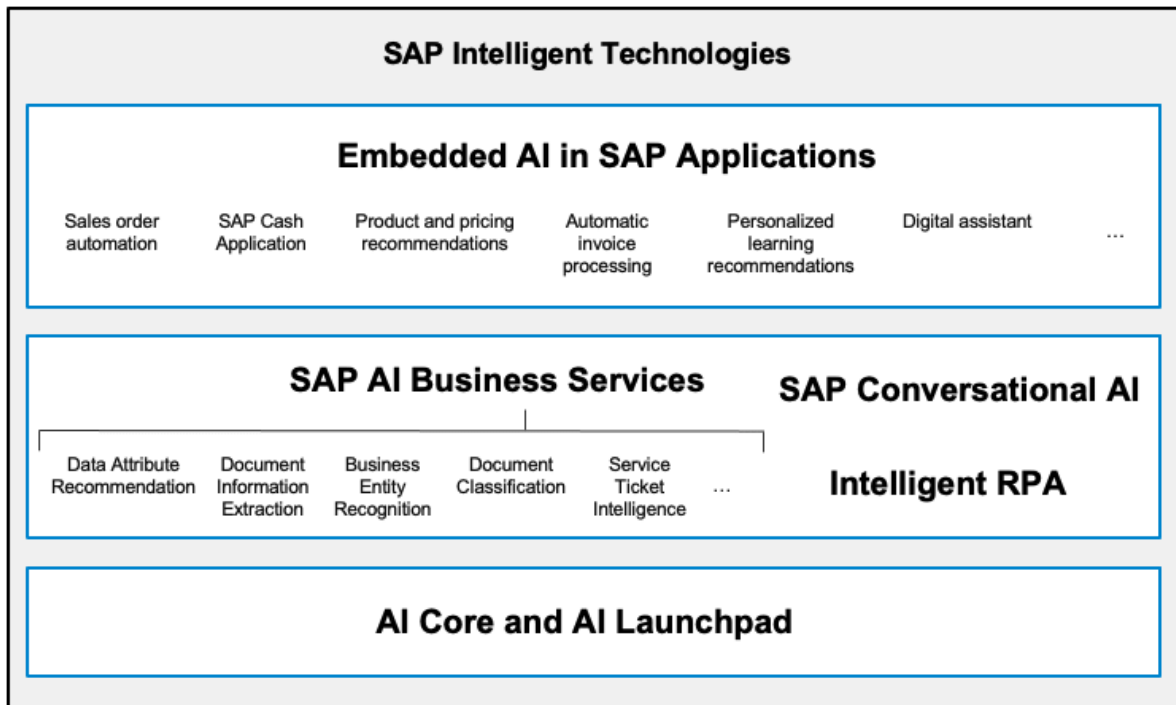 SAP Intelligent Technologies
Embedded AI in SAP Applications
Sales order
automation
SAP Cash
Application
Product and pricing
recommendations
Automatic
invoice
processing
Personalized
learning
recommendations
Digital assistant
...
SAP AI Business Services
Data Attribute
Recommendation
Document
Information
Extraction
Business
Entity
Recognition
Document
Classification
Service
Ticket
Intelligence
...
SAP Conversational AI
Intelligent RPA
AI Core and AI Launchpad